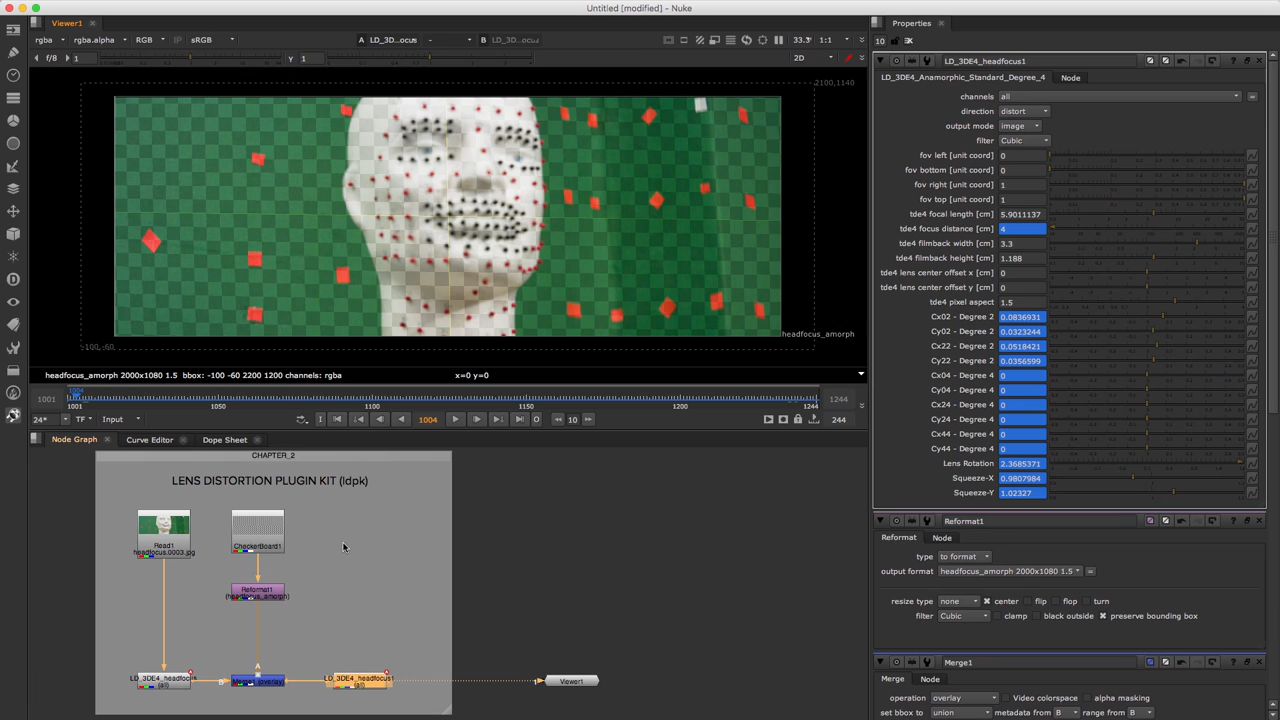 Untitled [modified] - Nuke
Viewer1
rgba rgba.alpha RGB IP sRGB A LD_3D...ocus - B LD_3D...ocus 33.3 1:1
f/8 1 Y 1 2D
2100,1140
headfocus_amorph
-100,-60
headfocus_amorph 2000x1080 1.5 bbox: -100 -60 2200 1200 channels: rgba x=0 y=0
1001 1004 1244
1001 1050 1100 1150 1200 1244
24* TF Input I 1004 O 10 244
Node Graph Curve Editor Dope Sheet
CHAPTER_2
LENS DISTORTION PLUGIN KIT (ldpk)
Read1
headfocus.0003.jpg
CheckerBoard1
Reformat1
(headfocus_amorph)
A
LD_3DE4_headfocus
(all)
B
Merge1 (overlay)
LD_3DE4_headfocus1
(all)
1
Viewer1
Properties
10
LD_3DE4_headfocus1
LD_3DE4_Anamorphic_Standard_Degree_4 Node
channels all
direction distort
output mode image
filter Cubic
fov left [unit coord] 0
fov bottom [unit coord] 0
fov right [unit coord] 1
fov top [unit coord] 1
tde4 focal length [cm] 5.9011137
tde4 focus distance [cm] 4
tde4 filmback width [cm] 3.3
tde4 filmback height [cm] 1.188
tde4 lens center offset x [cm] 0
tde4 lens center offset y [cm] 0
tde4 pixel aspect 1.5
Cx02 - Degree 2 0.0836931
Cy02 - Degree 2 0.0323244
Cx22 - Degree 2 0.0518421
Cy22 - Degree 2 0.0356599
Cx04 - Degree 4 0
Cy04 - Degree 4 0
Cx24 - Degree 4 0
Cy24 - Degree 4 0
Cx44 - Degree 4 0
Cy44 - Degree 4 0
Lens Rotation 2.3685371
Squeeze-X 0.9807984
Squeeze-Y 1.02327
Reformat1
Reformat Node
type to format
output format headfocus_amorph 2000x1080 1.5 =
resize type none center flip flop turn
filter Cubic clamp black outside preserve bounding box
Merge1
Merge Node
operation overlay Video colorspace alpha masking
set bbox to union metadata from B range from B